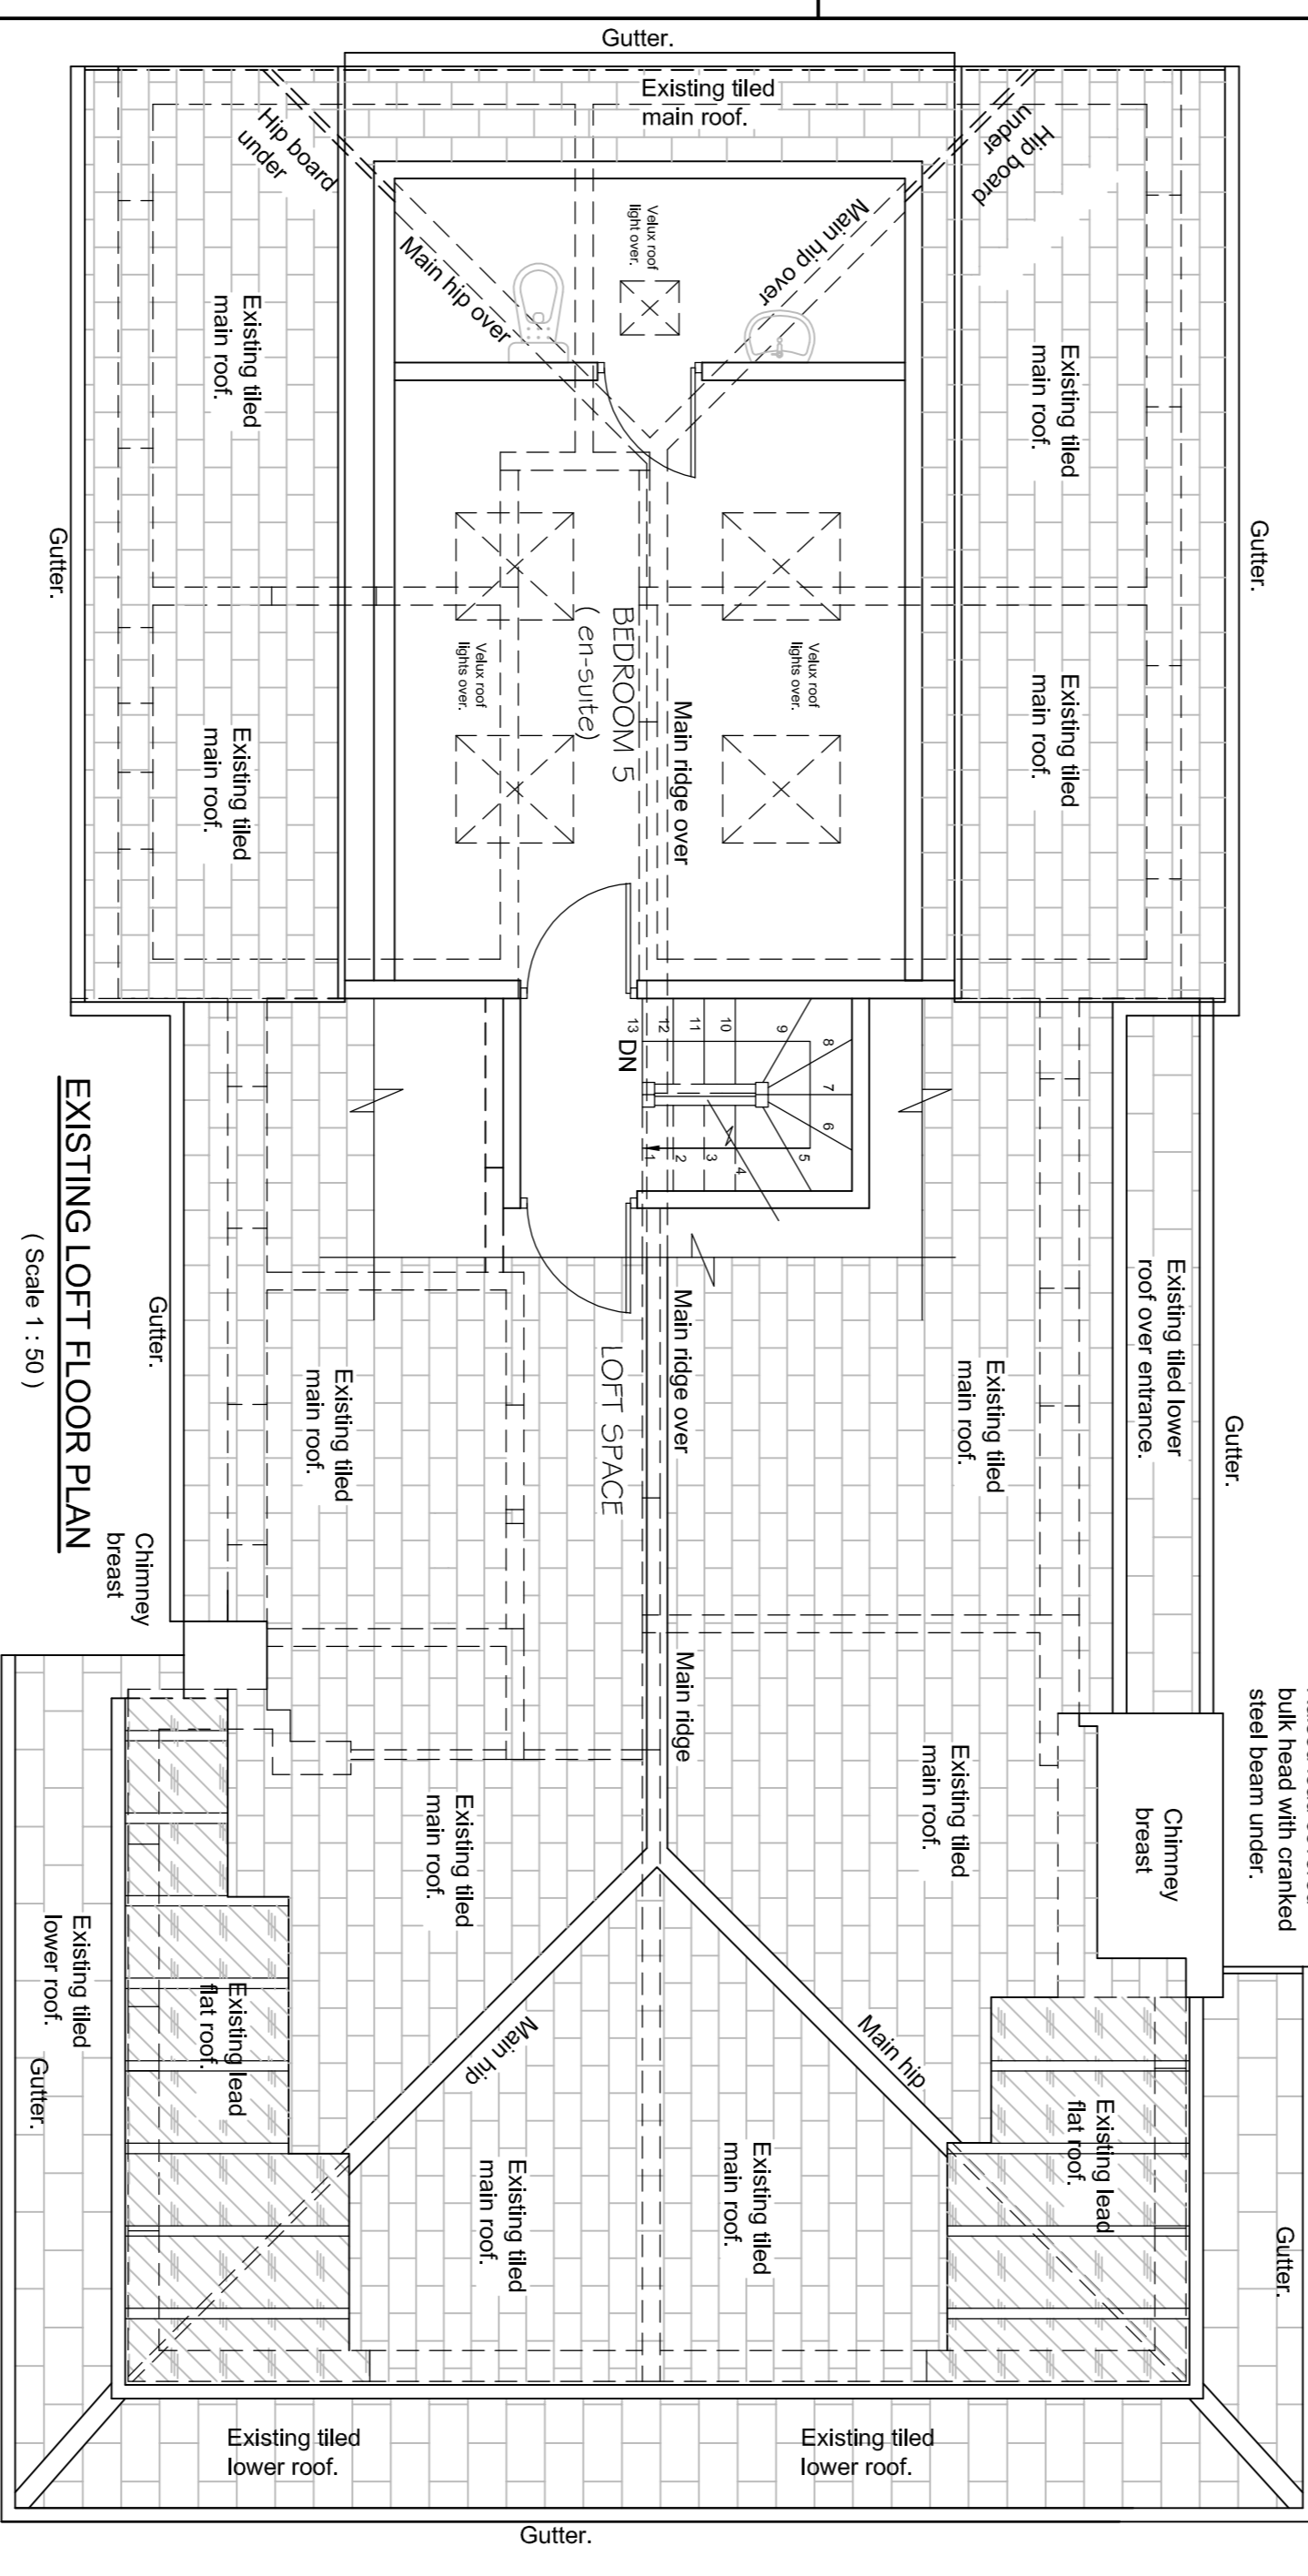 Gutter.
Existing tiled
main roof.
Hip board
under
Hip board
under
Main hip over
Main hip over
Velux roof
light over.
Existing tiled
main roof.
Existing tiled
main roof.
Gutter.
Gutter.
BEDROOM 5
(en-suite)
Velux roof
lights over.
Velux roof
lights over.
Main ridge over
Existing tiled
main roof.
Existing tiled
main roof.
13
12
11
10
9
8
7
6
5
4
3
2
1
DN
EXISTING LOFT FLOOR PLAN
( Scale 1 : 50 )
Gutter.
Existing tiled lower
roof over entrance.
Gutter.
Main ridge over
LOFT SPACE
Existing tiled
main roof.
Existing tiled
main roof.
Chimney
breast
Main ridge
bulk head with cranked
steel beam under.
Chimney
breast
Existing tiled
main roof.
Existing tiled
main roof.
Existing tiled
lower roof.
Gutter.
Existing lead
flat roof.
Main hip
Main hip
Existing lead
flat roof.
Gutter.
Existing tiled
main roof.
Existing tiled
main roof.
Existing tiled
lower roof.
Existing tiled
lower roof.
Gutter.